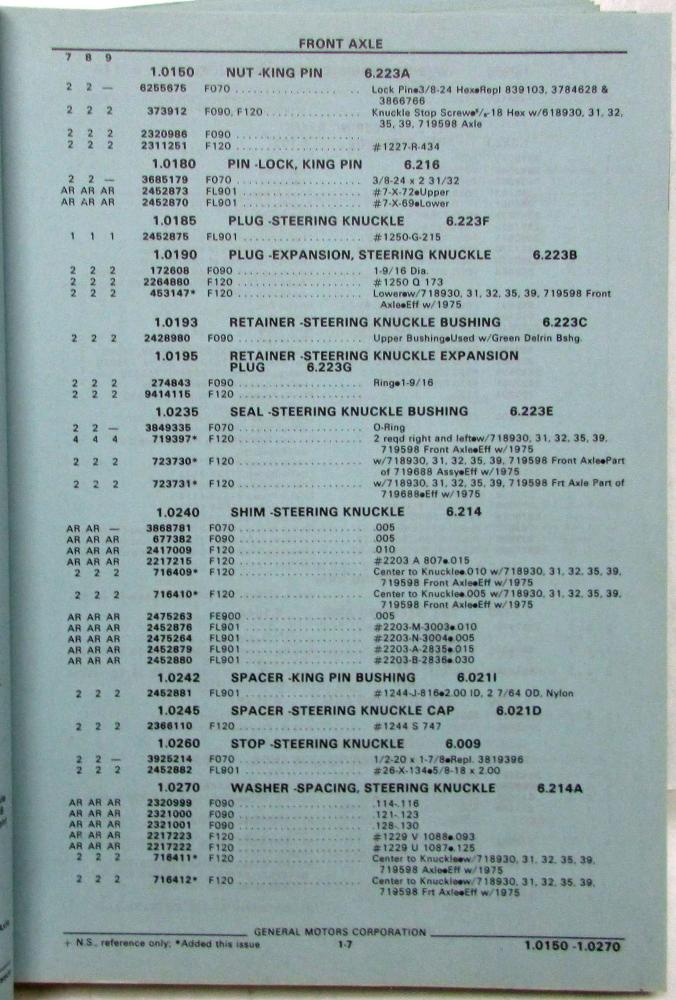 FRONT AXLE
7 8 9
1.0150 NUT -KING PIN 6.223A
2 2 — 6255675 F070 Lock Pin●3/8-24 Hex●Repl 839103, 3784628 &
3866766
2 2 2 373912 F090, F120 Knuckle Stop Screw●⁵/₈-18 Hex w/618930, 31, 32,
35, 39, 719598 Axle
2 2 2 2320986 F090
2 2 2 2311251 F120 #1227-R-434
1.0180 PIN -LOCK, KING PIN 6.216
2 2 — 3685179 F070 3/8-24 x 2 31/32
AR AR AR 2452873 FL901 #7-X-72●Upper
AR AR AR 2452870 FL901 #7-X-69●Lower
1.0185 PLUG -STEERING KNUCKLE 6.223F
1 1 1 2452875 FL901 #1250-G-215
1.0190 PLUG -EXPANSION, STEERING KNUCKLE 6.223B
2 2 2 172608 F090 1-9/16 Dia.
2 2 2 2264880 F120 #1250 Q 173
2 2 2 453147* F120 Lower●w/718930, 31, 32, 35, 39, 719598 Front
Axle●Eff w/1975
1.0193 RETAINER -STEERING KNUCKLE BUSHING 6.223C
2 2 2 2428980 F090 Upper Bushing●Used w/Green Delrin Bshg.
1.0195 RETAINER -STEERING KNUCKLE EXPANSION
PLUG 6.223G
2 2 2 274843 F090 Ring●1-9/16
2 2 2 9414115 F120
1.0235 SEAL -STEERING KNUCKLE BUSHING 6.223E
2 2 — 3849335 F070 O-Ring
4 4 4 719397* F120 2 reqd right and left●w/718930, 31, 32, 35, 39,
719598 Front Axle●Eff w/1975
2 2 2 723730* F120 w/718930, 31, 32, 35, 39, 719598 Front Axle●Part
of 719688 Assy●Eff w/1975
2 2 2 723731* F120 w/718930, 31, 32, 35, 39, 719598 Frt Axle Part of
719688●Eff w/1975
1.0240 SHIM -STEERING KNUCKLE 6.214
AR AR — 3868781 F070 .005
AR AR AR 677382 F090 .005
AR AR AR 2417009 F120 .010
AR AR AR 2217215 F120 #2203 A 807●.015
2 2 2 716409* F120 Center to Knuckle●.010 w/718930, 31, 32, 35, 39,
719598 Front Axle●Eff w/1975
2 2 2 716410* F120 Center to Knuckle●.005 w/718930, 31, 32, 35, 39,
719598 Front Axle●Eff w/1975
AR AR AR 2475263 FE900 .005
AR AR AR 2452876 FL901 #2203-M-3003●.010
AR AR AR 2475264 FL901 #2203-N-3004●.005
AR AR AR 2452879 FL901 #2203-A-2835●.015
AR AR AR 2452880 FL901 #2203-B-2836●.030
1.0242 SPACER -KING PIN BUSHING 6.021I
2 2 2 2452881 FL901 #1244-J-816●2.00 ID, 2 7/64 OD, Nylon
1.0245 SPACER -STEERING KNUCKLE CAP 6.021D
2 2 2 2366110 F120 #1244 S 747
1.0260 STOP -STEERING KNUCKLE 6.009
2 2 — 3925214 F070 1/2-20 x 1-7/8●Repl. 3819396
2 2 2 2452882 FL901 #26-X-134●5/8-18 x 2.00
1.0270 WASHER -SPACING, STEERING KNUCKLE 6.214A
AR AR AR 2320999 F090 .114-.116
AR AR AR 2321000 F090 .121-.123
AR AR AR 2321001 F090 .128-.130
AR AR AR 2217223 F120 #1229 V 1088●.093
AR AR AR 2217222 F120 #1229 U 1087●.125
2 2 2 716411* F120 Center to Knuckle●w/718930, 31, 32, 35, 39,
719598 Axle●Eff w/1975
2 2 2 716412* F120 Center to Knuckle●w/718930, 31, 32, 35, 39,
719598 Frt Axle●Eff w/1975
GENERAL MOTORS CORPORATION
+ N.S., reference only; *Added this issue 1-7 1.0150 -1.0270